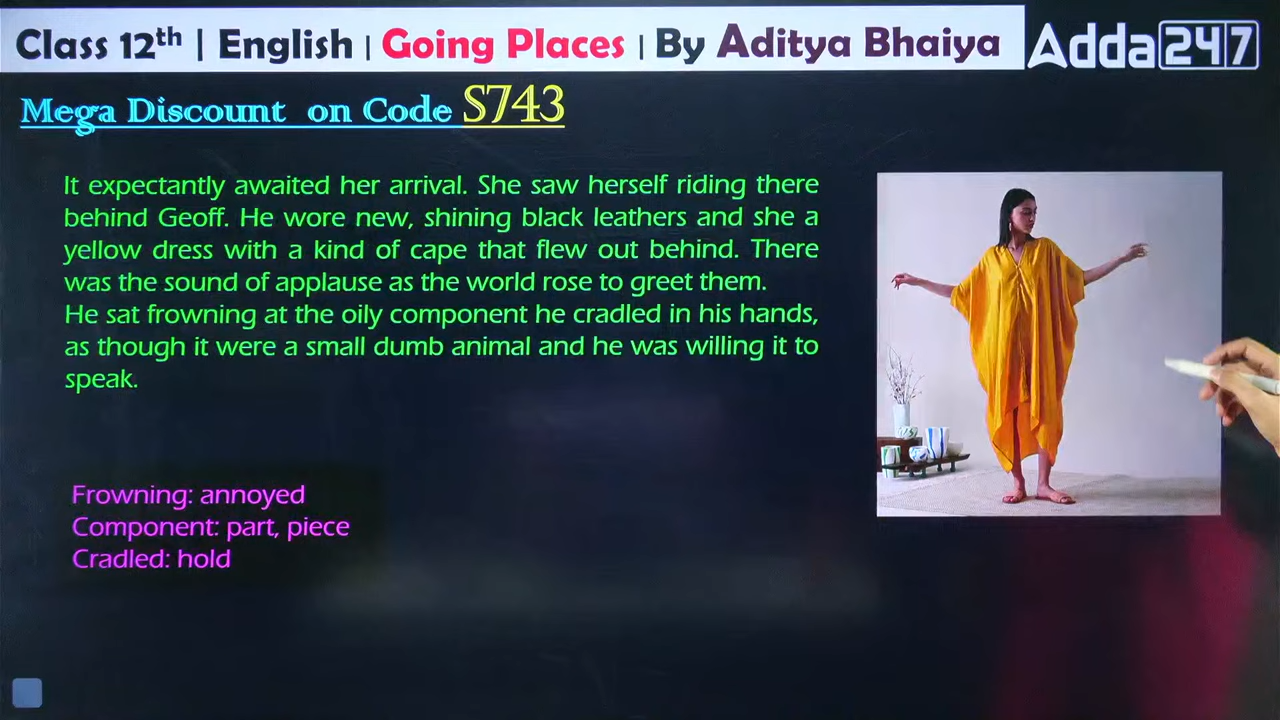 Class 12th | English | Going Places | By Aditya Bhaiya
Adda247
Mega Discount on Code S743
It expectantly awaited her arrival. She saw herself riding there
behind Geoff. He wore new, shining black leathers and she a
yellow dress with a kind of cape that flew out behind. There
was the sound of applause as the world rose to greet them.
He sat frowning at the oily component he cradled in his hands,
as though it were a small dumb animal and he was willing it to
speak.
Frowning: annoyed
Component: part, piece
Cradled: hold